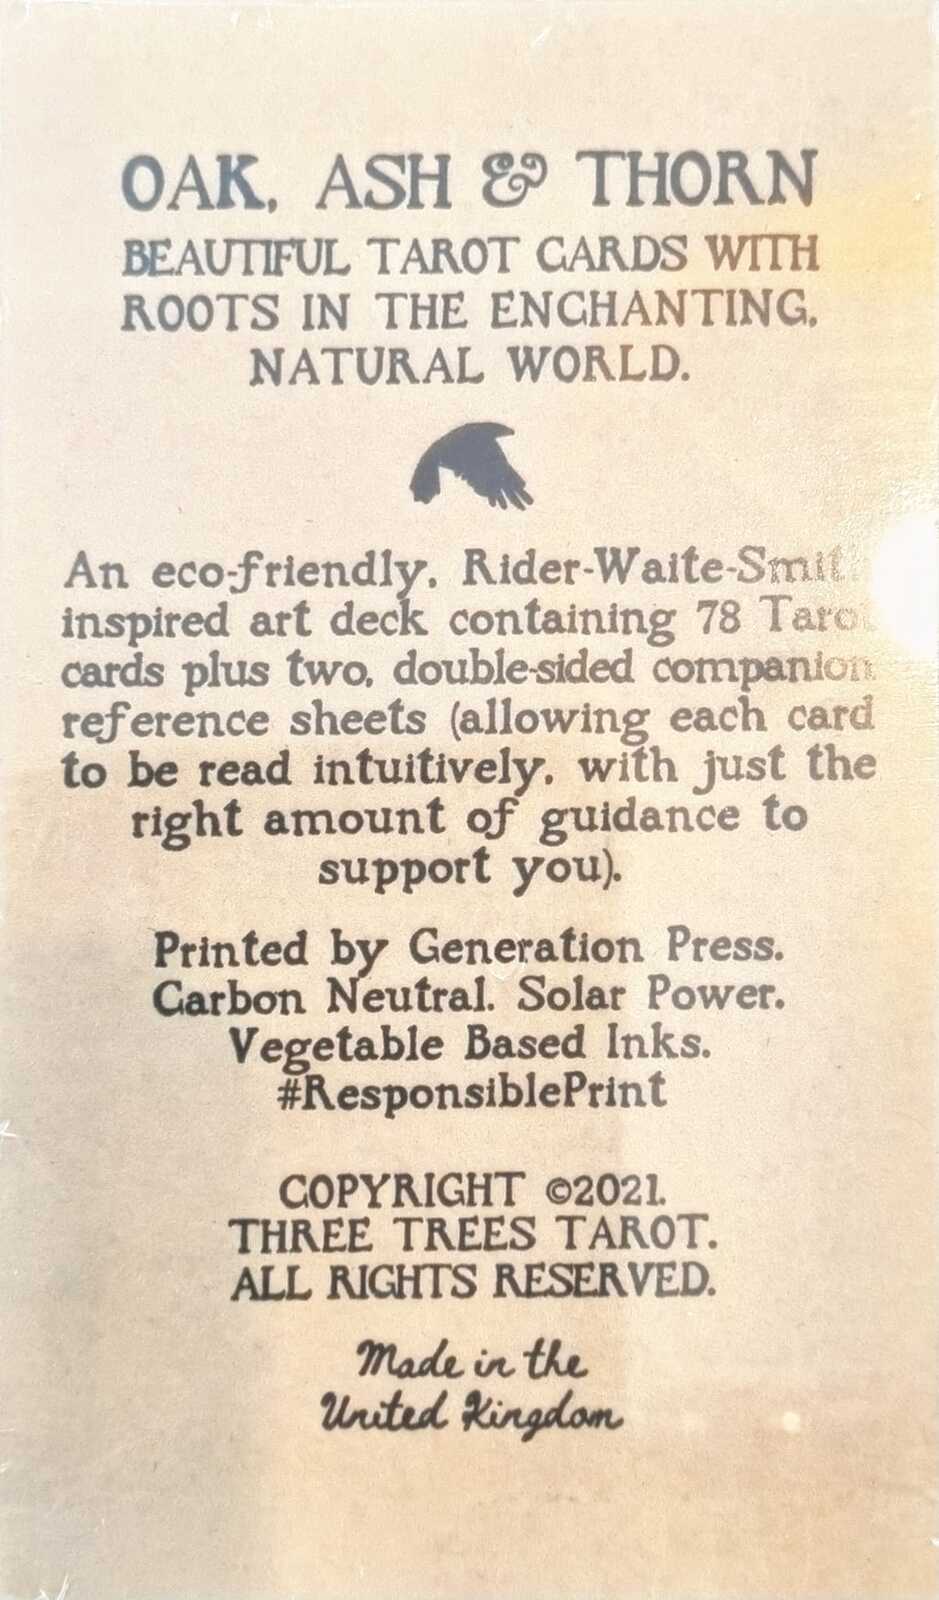 OAK, ASH & THORN
BEAUTIFUL TAROT CARDS WITH
ROOTS IN THE ENCHANTING,
NATURAL WORLD.
An eco-friendly, Rider-Waite-Smith
inspired art deck containing 78 Tarot
cards plus two, double-sided companion
reference sheets (allowing each card
to be read intuitively, with just the
right amount of guidance to
support you).
Printed by Generation Press.
Carbon Neutral. Solar Power.
Vegetable Based Inks.
#ResponsiblePrint
COPYRIGHT ©2021.
THREE TREES TAROT.
ALL RIGHTS RESERVED.
Made in the
United Kingdom